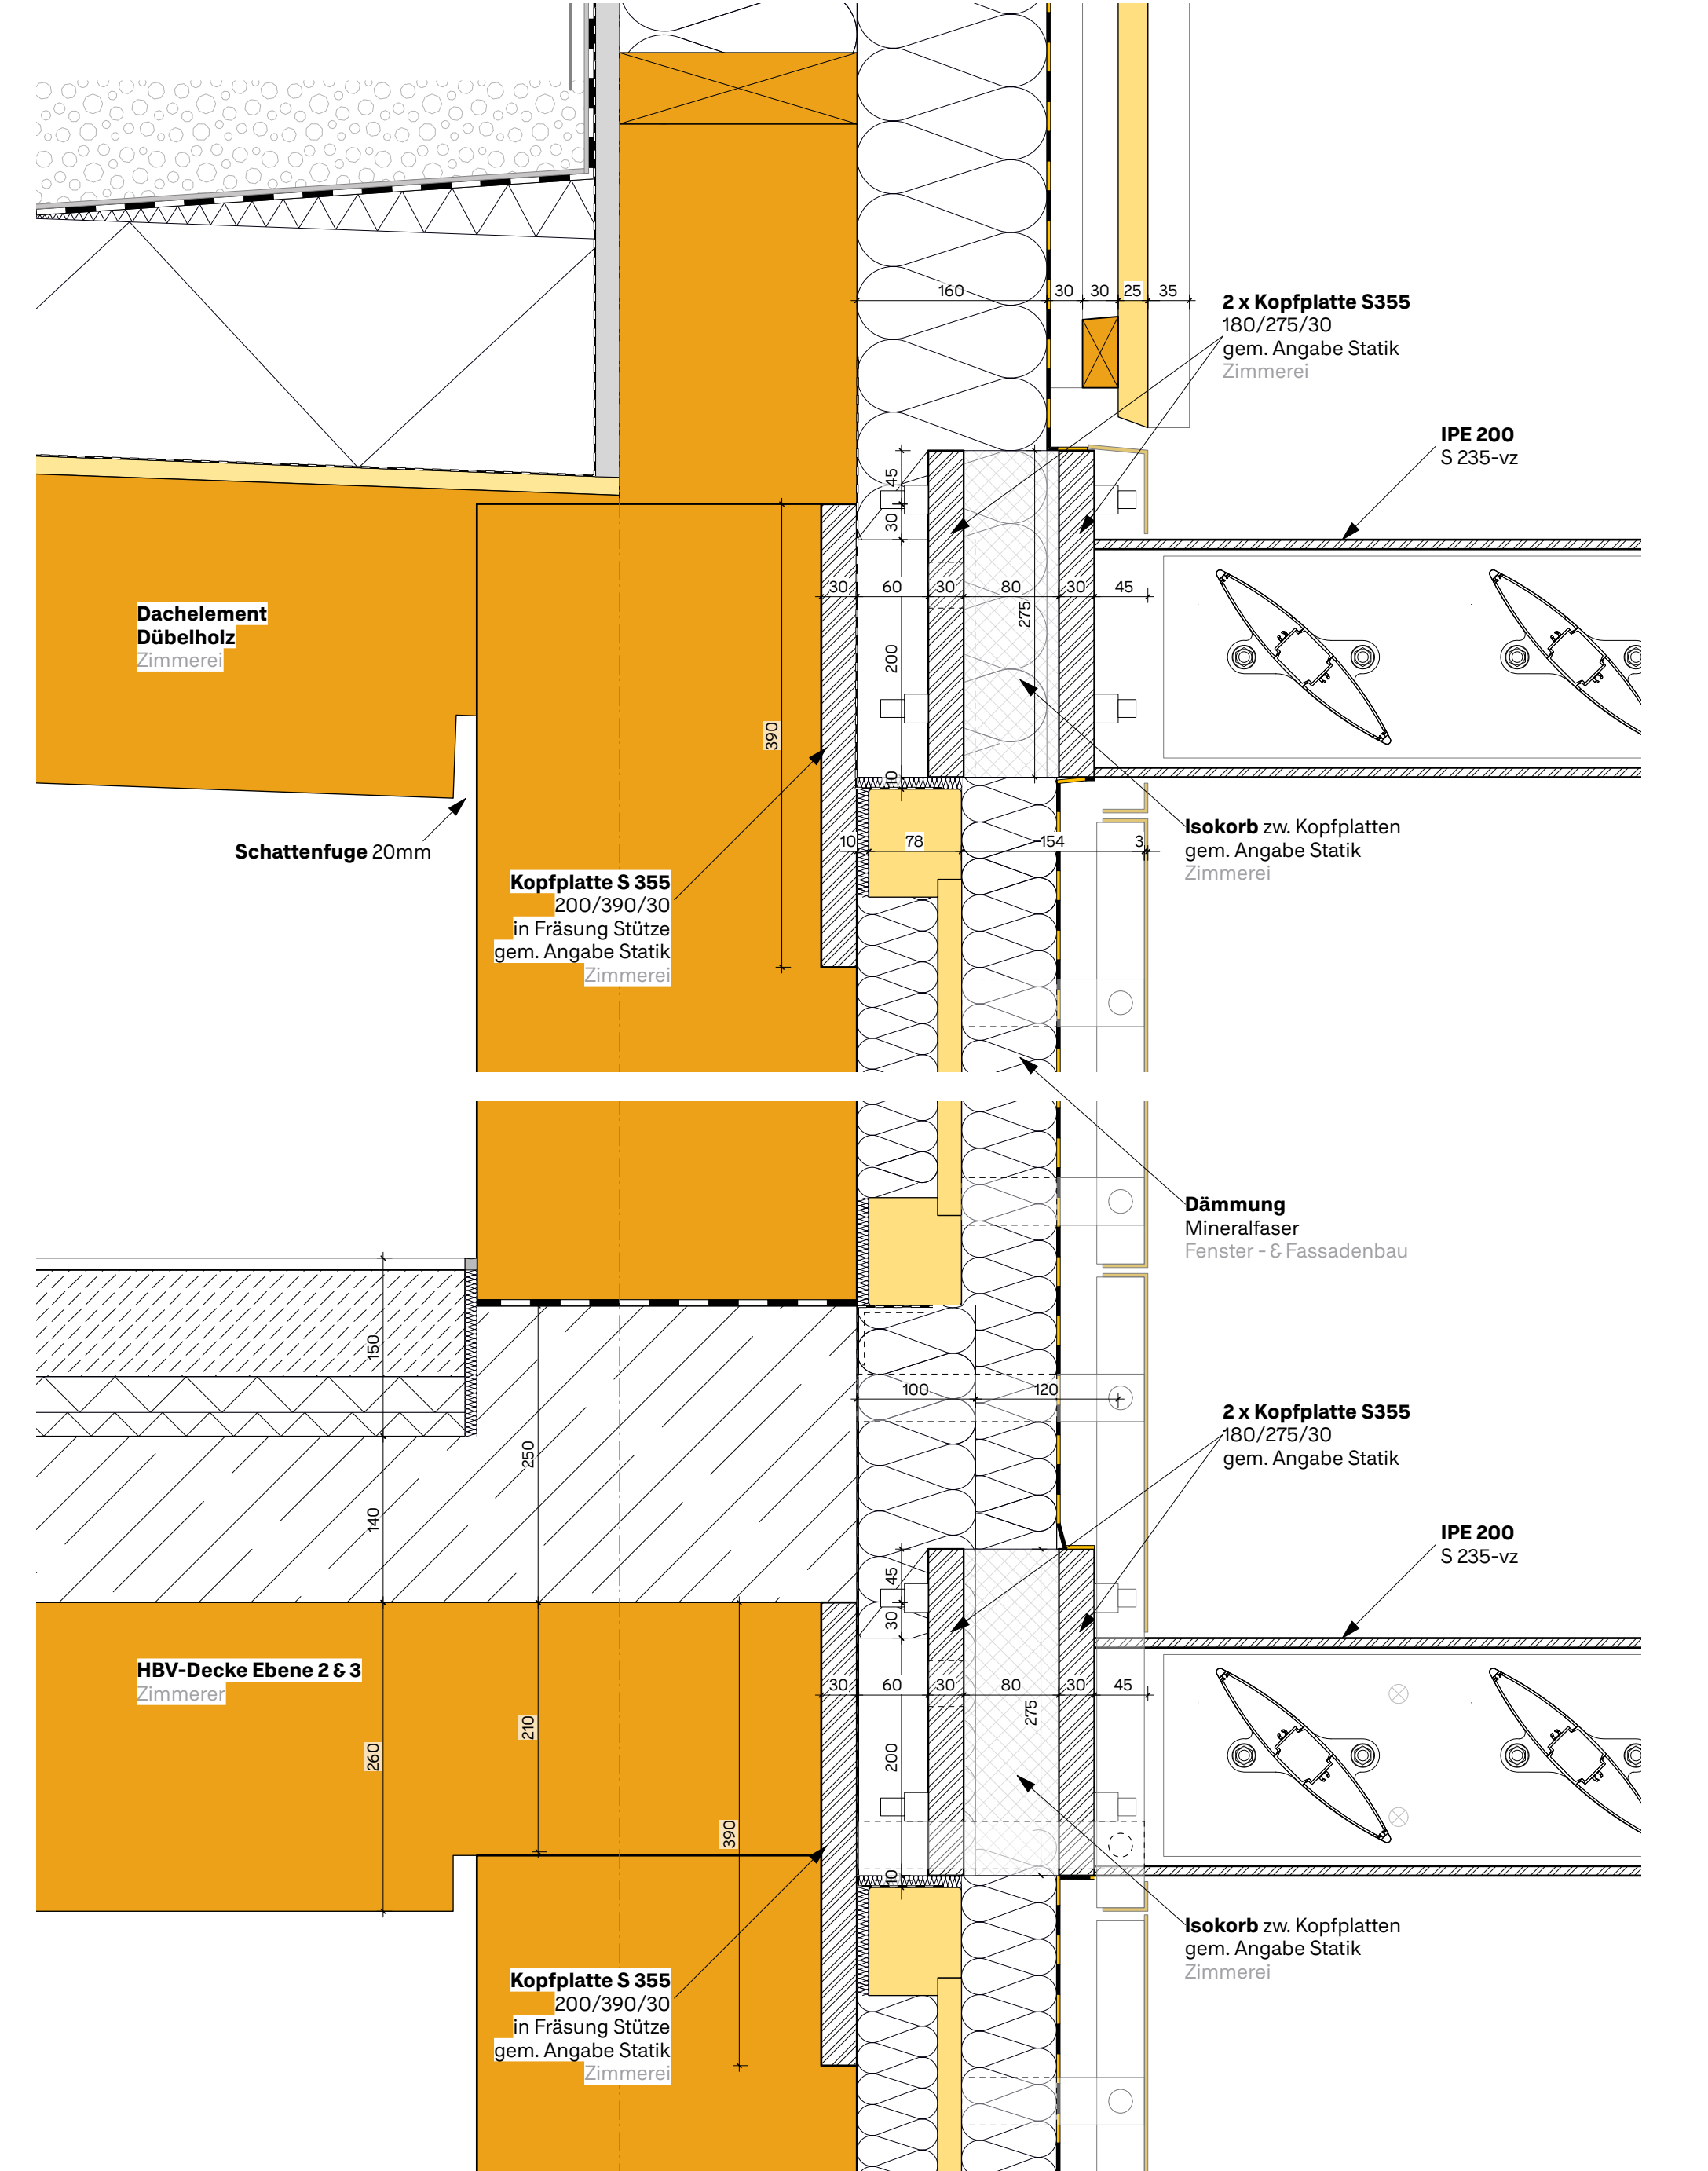 160 30 30 25 35
2 x Kopfplatte S355
180/275/30
gem. Angabe Statik
Zimmerei
IPE 200
S 235-vz
45
30
30 60 30 80 30 45
275
200
Dachelement
Dübelholz
Zimmerei
390
10
Schattenfuge 20mm
10 78 154 3
Isokorb zw. Kopfplatten
gem. Angabe Statik
Zimmerei
Kopfplatte S 355
200/390/30
in Fräsung Stütze
gem. Angabe Statik
Zimmerei
Dämmung
Mineralfaser
Fenster - & Fassadenbau
150
100 120
2 x Kopfplatte S355
180/275/30
gem. Angabe Statik
250
140
IPE 200
S 235-vz
45
30
HBV-Decke Ebene 2 & 3
Zimmerer
30 60 30 80 30 45
275
210
260
200
390
10
Isokorb zw. Kopfplatten
gem. Angabe Statik
Zimmerei
Kopfplatte S 355
200/390/30
in Fräsung Stütze
gem. Angabe Statik
Zimmerei